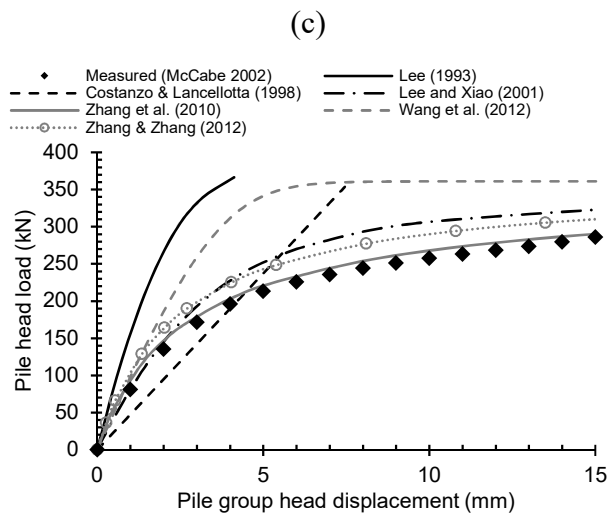 (c)
Measured (McCabe 2002)
Lee (1993)
Costanzo & Lancellotta (1998)
Lee and Xiao (2001)
Zhang et al. (2010)
Wang et al. (2012)
Zhang & Zhang (2012)
400
350
300
250
200
150
100
50
0
Pile head load (kN)
0
5
10
15
Pile group head displacement (mm)